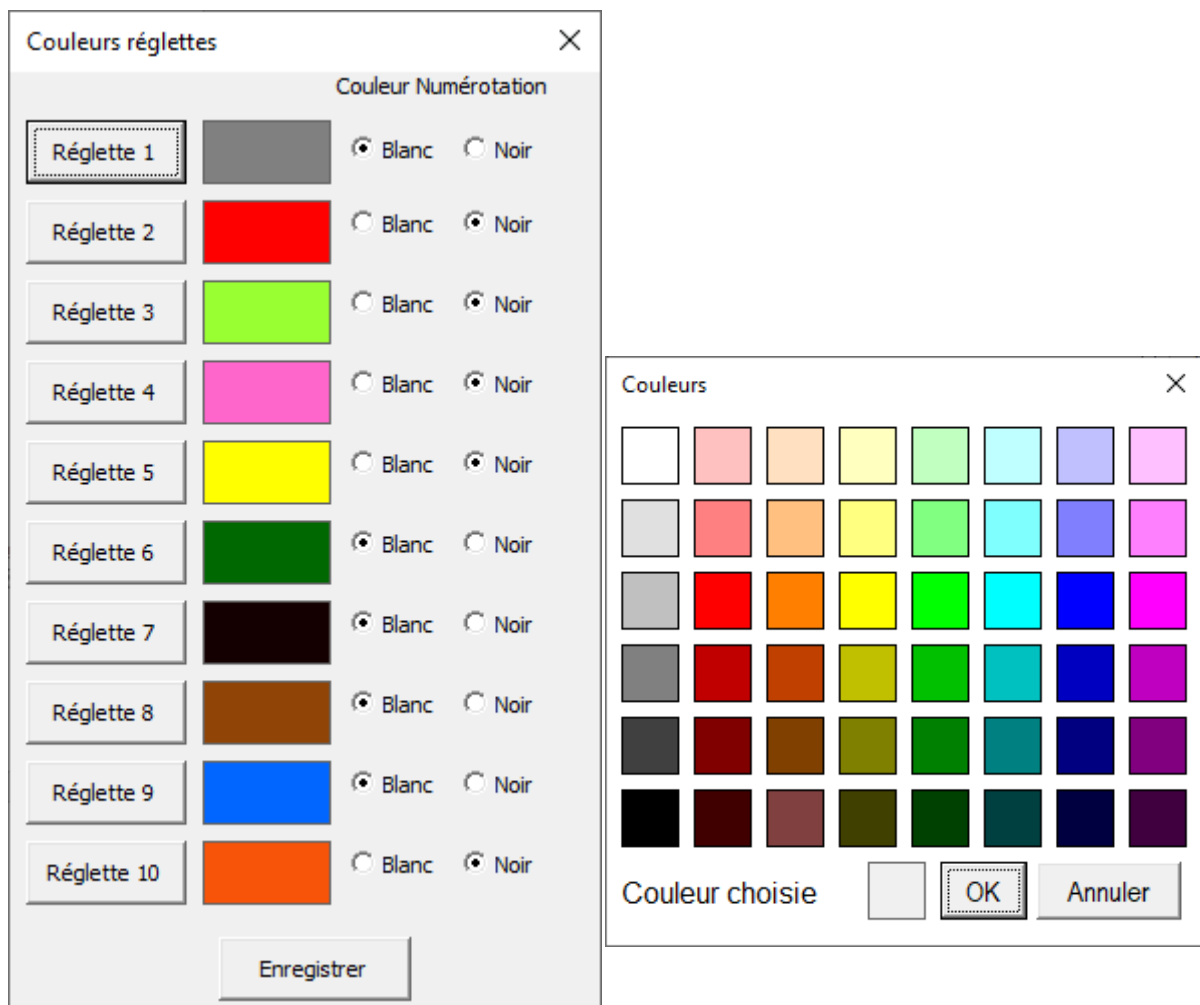 Couleurs réglettes
Couleur Numérotation
Réglette 1 Blanc Noir
Réglette 2 Blanc Noir
Réglette 3 Blanc Noir
Réglette 4 Blanc Noir
Réglette 5 Blanc Noir
Réglette 6 Blanc Noir
Réglette 7 Blanc Noir
Réglette 8 Blanc Noir
Réglette 9 Blanc Noir
Réglette 10 Blanc Noir
Enregistrer
Couleurs
Couleur choisie OK Annuler